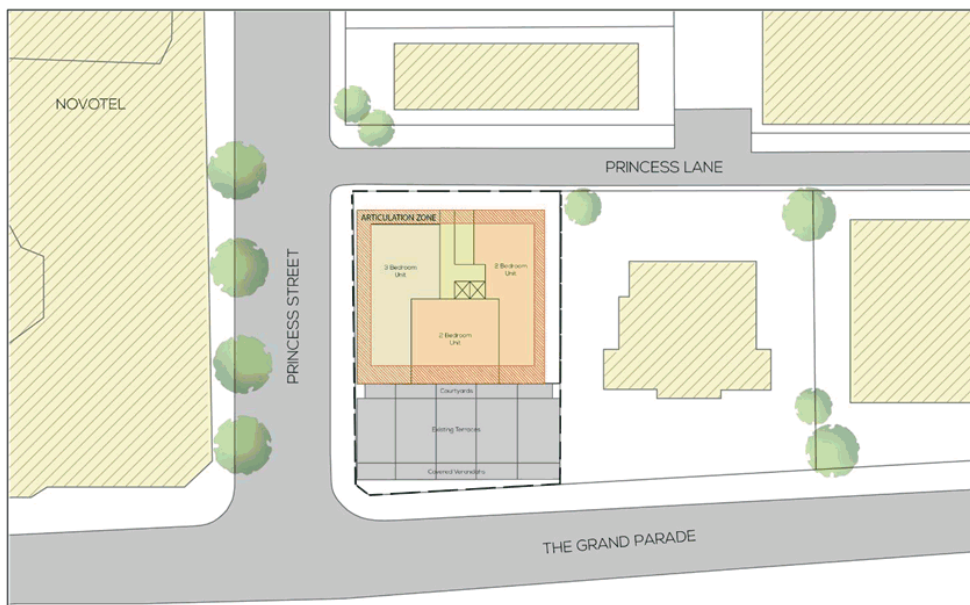 NOVOTEL
PRINCESS LANE
PRINCESS STREET
ARTICULATION ZONE
3 Bedroom
Unit
2 Bedroom
Unit
2 Bedroom
Unit
Courtyards
Existing Terraces
Covered Verandahs
THE GRAND PARADE